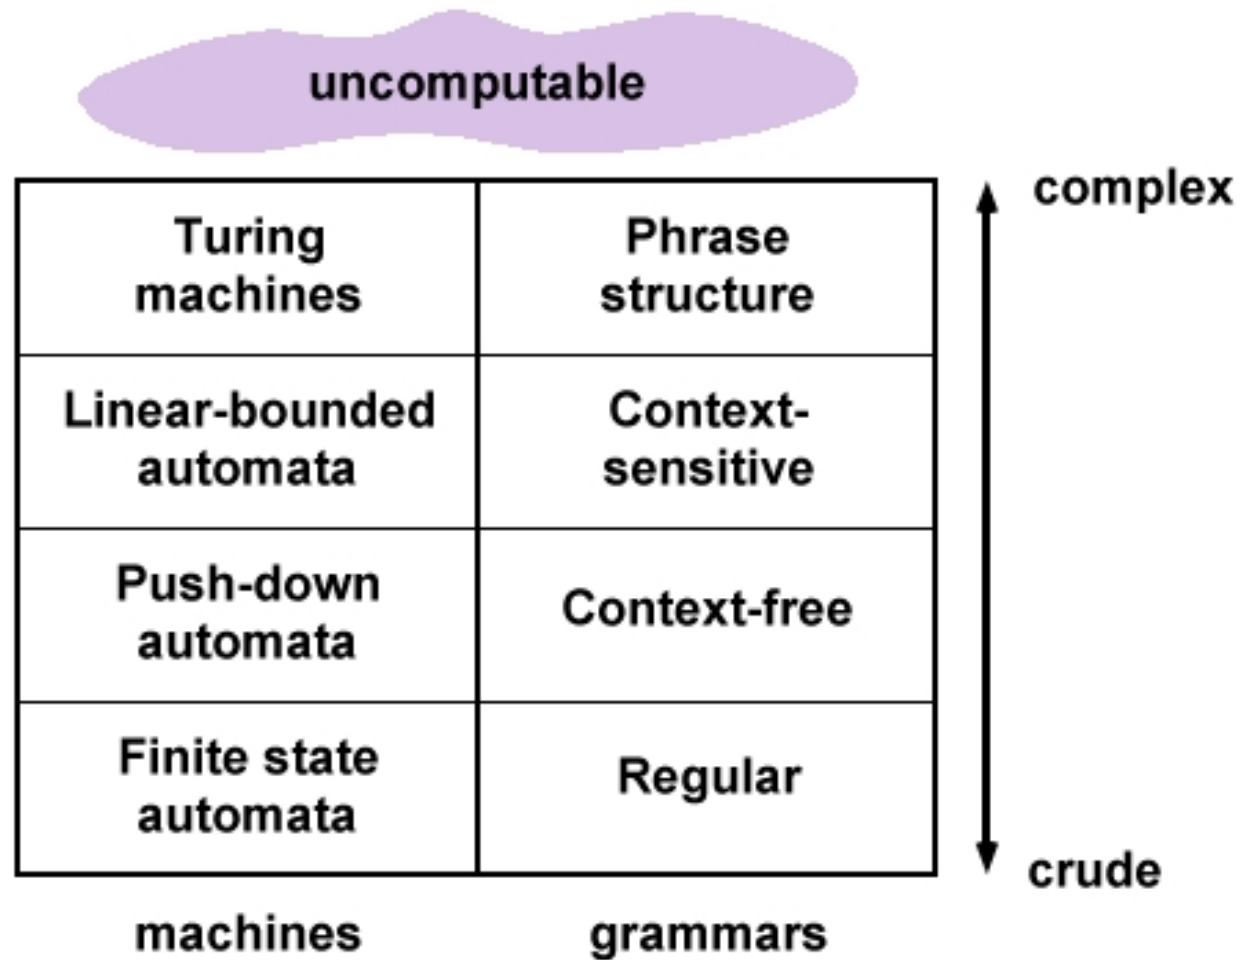 uncomputable
complex
Turing
machines
Phrase
structure
Linear-bounded
automata
Context-
sensitive
Push-down
automata
Context-free
Finite state
automata
Regular
crude
machines
grammars